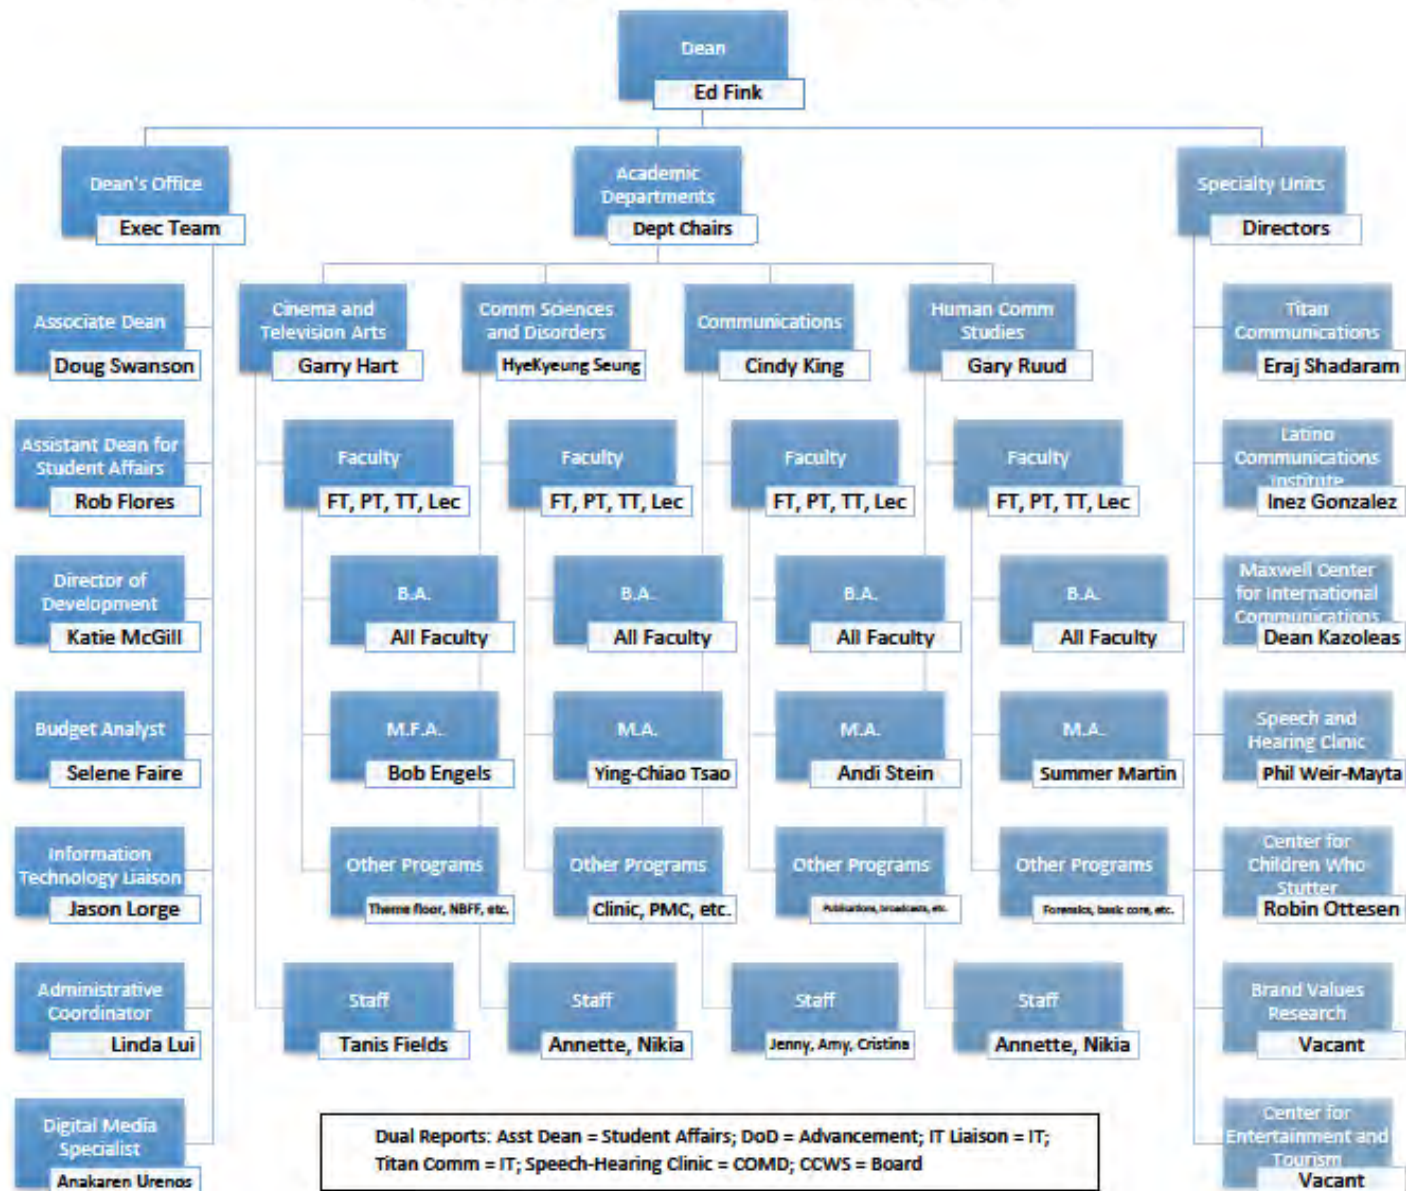 Dean
Ed Fink
Dean's Office
Exec Team
Academic
Departments
Dept Chairs
Specialty Units
Directors
Associate Dean
Doug Swanson
Cinema and
Television Arts
Garry Hart
Comm Sciences
and Disorders
HyeKyeung Seung
Communications
Cindy King
Human Comm
Studies
Gary Ruud
Titan
Communications
Eraj Shadaram
Assistant Dean for
Student Affairs
Rob Flores
Faculty
FT, PT, TT, Lec
Faculty
FT, PT, TT, Lec
Faculty
FT, PT, TT, Lec
Faculty
FT, PT, TT, Lec
Latino
Communications
Institute
Inez Gonzalez
Director of
Development
Katie McGill
B.A.
All Faculty
B.A.
All Faculty
B.A.
All Faculty
B.A.
All Faculty
Maxwell Center
for International
Communications
Dean Kazoleas
Budget Analyst
Selene Faire
M.F.A.
Bob Engels
M.A.
Ying-Chiao Tsao
M.A.
Andi Stein
M.A.
Summer Martin
Speech and
Hearing Clinic
Phil Weir-Mayta
Information
Technology Liaison
Jason Lorge
Other Programs
Theme floor, NBFF, etc.
Other Programs
Clinic, PMC, etc.
Other Programs
Publications, broadcasts, etc.
Other Programs
Forensics, basic core, etc.
Center for
Children Who
Stutter
Robin Ottesen
Administrative
Coordinator
Linda Lui
Staff
Tanis Fields
Staff
Annette, Nikia
Staff
Jenny, Amy, Cristina
Staff
Annette, Nikia
Brand Values
Research
Vacant
Digital Media
Specialist
Anakaren Urenos
Dual Reports: Asst Dean = Student Affairs; DoD = Advancement; IT Liaison = IT;
Titan Comm = IT; Speech-Hearing Clinic = COMD; CCWS = Board
Center for
Entertainment and
Tourism
Vacant